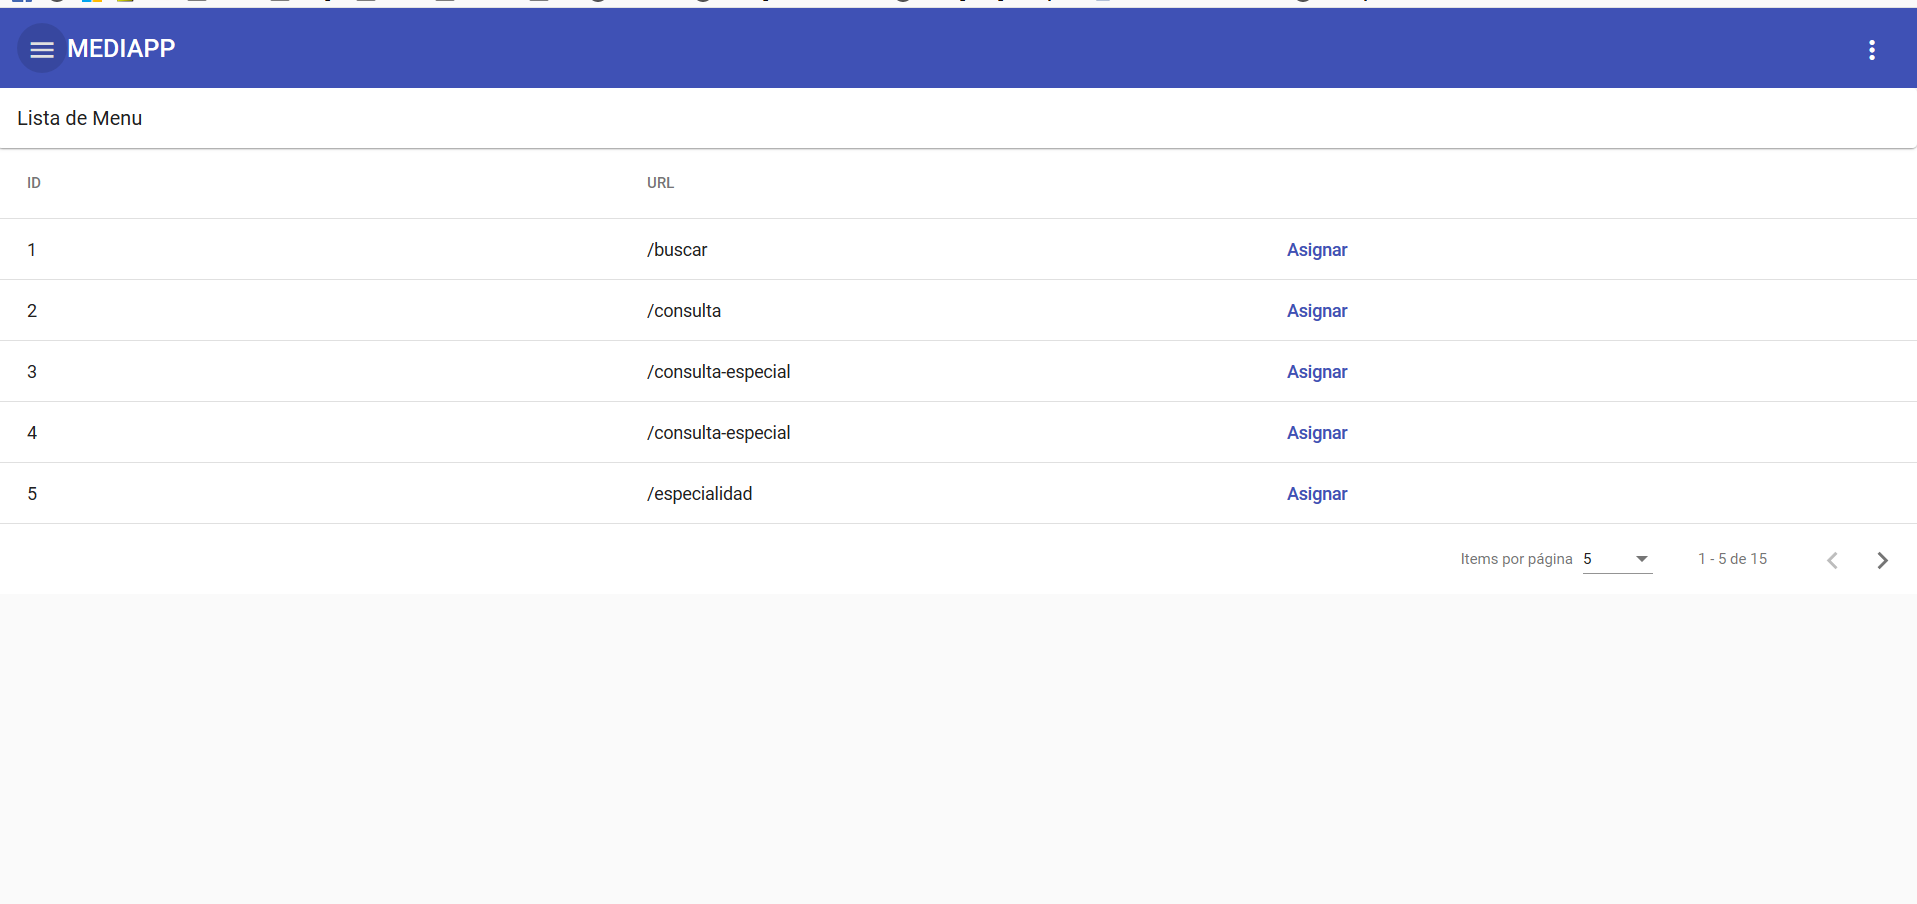 MEDIAPP
Lista de Menu
ID URL
1 /buscar Asignar
2 /consulta Asignar
3 /consulta-especial Asignar
4 /consulta-especial Asignar
5 /especialidad Asignar
Items por página 5 1 - 5 de 15